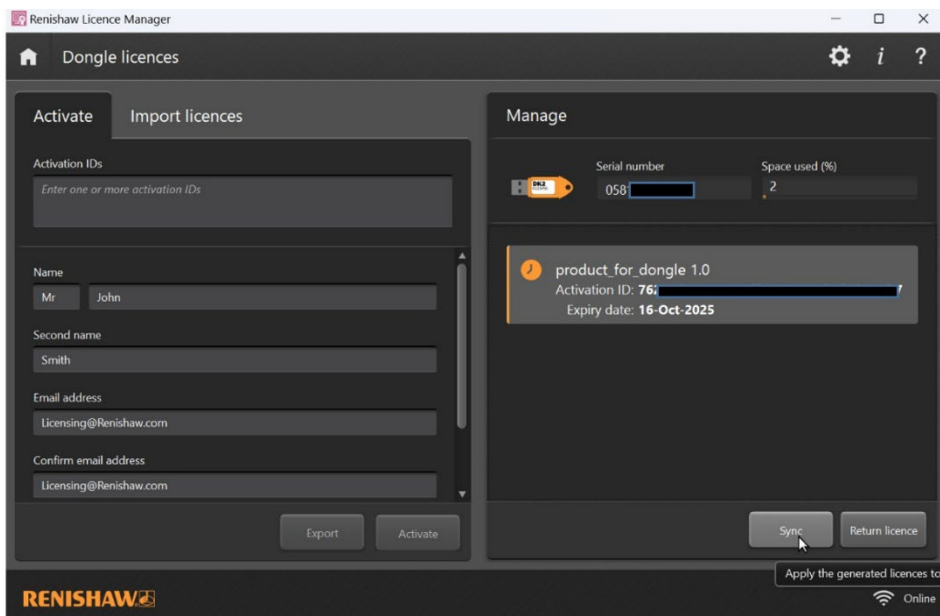 Renishaw Licence Manager
Dongle licences
Activate Import licences
Activation IDs
Enter one or more activation IDs
Name
Mr John
Second name
Smith
Email address
Licensing@Renishaw.com
Confirm email address
Licensing@Renishaw.com
Export Activate
Manage
Serial number Space used (%)
DK2 058 2
product_for_dongle 1.0
Activation ID: 762 7
Expiry date: 16-Oct-2025
Sync Return licence
Apply the generated licences to
RENISHAW
Online